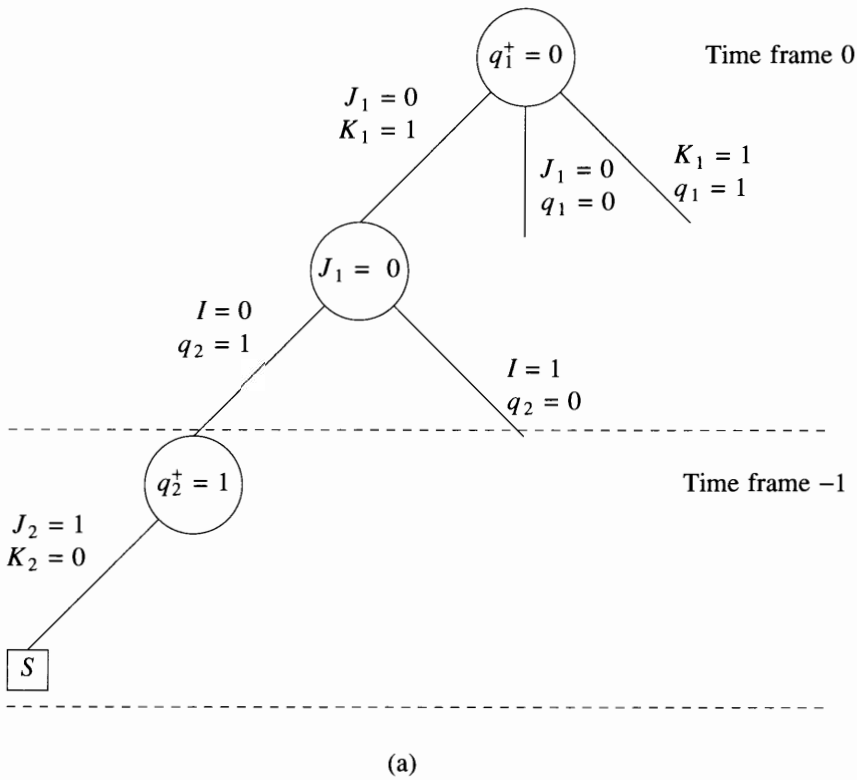 q₁⁺ = 0
Time frame 0
J₁ = 0
K₁ = 1
J₁ = 0
q₁ = 0
K₁ = 1
q₁ = 1
J₁ = 0
I = 0
q₂ = 1
I = 1
q₂ = 0
q₂⁺ = 1
Time frame −1
J₂ = 1
K₂ = 0
S
(a)